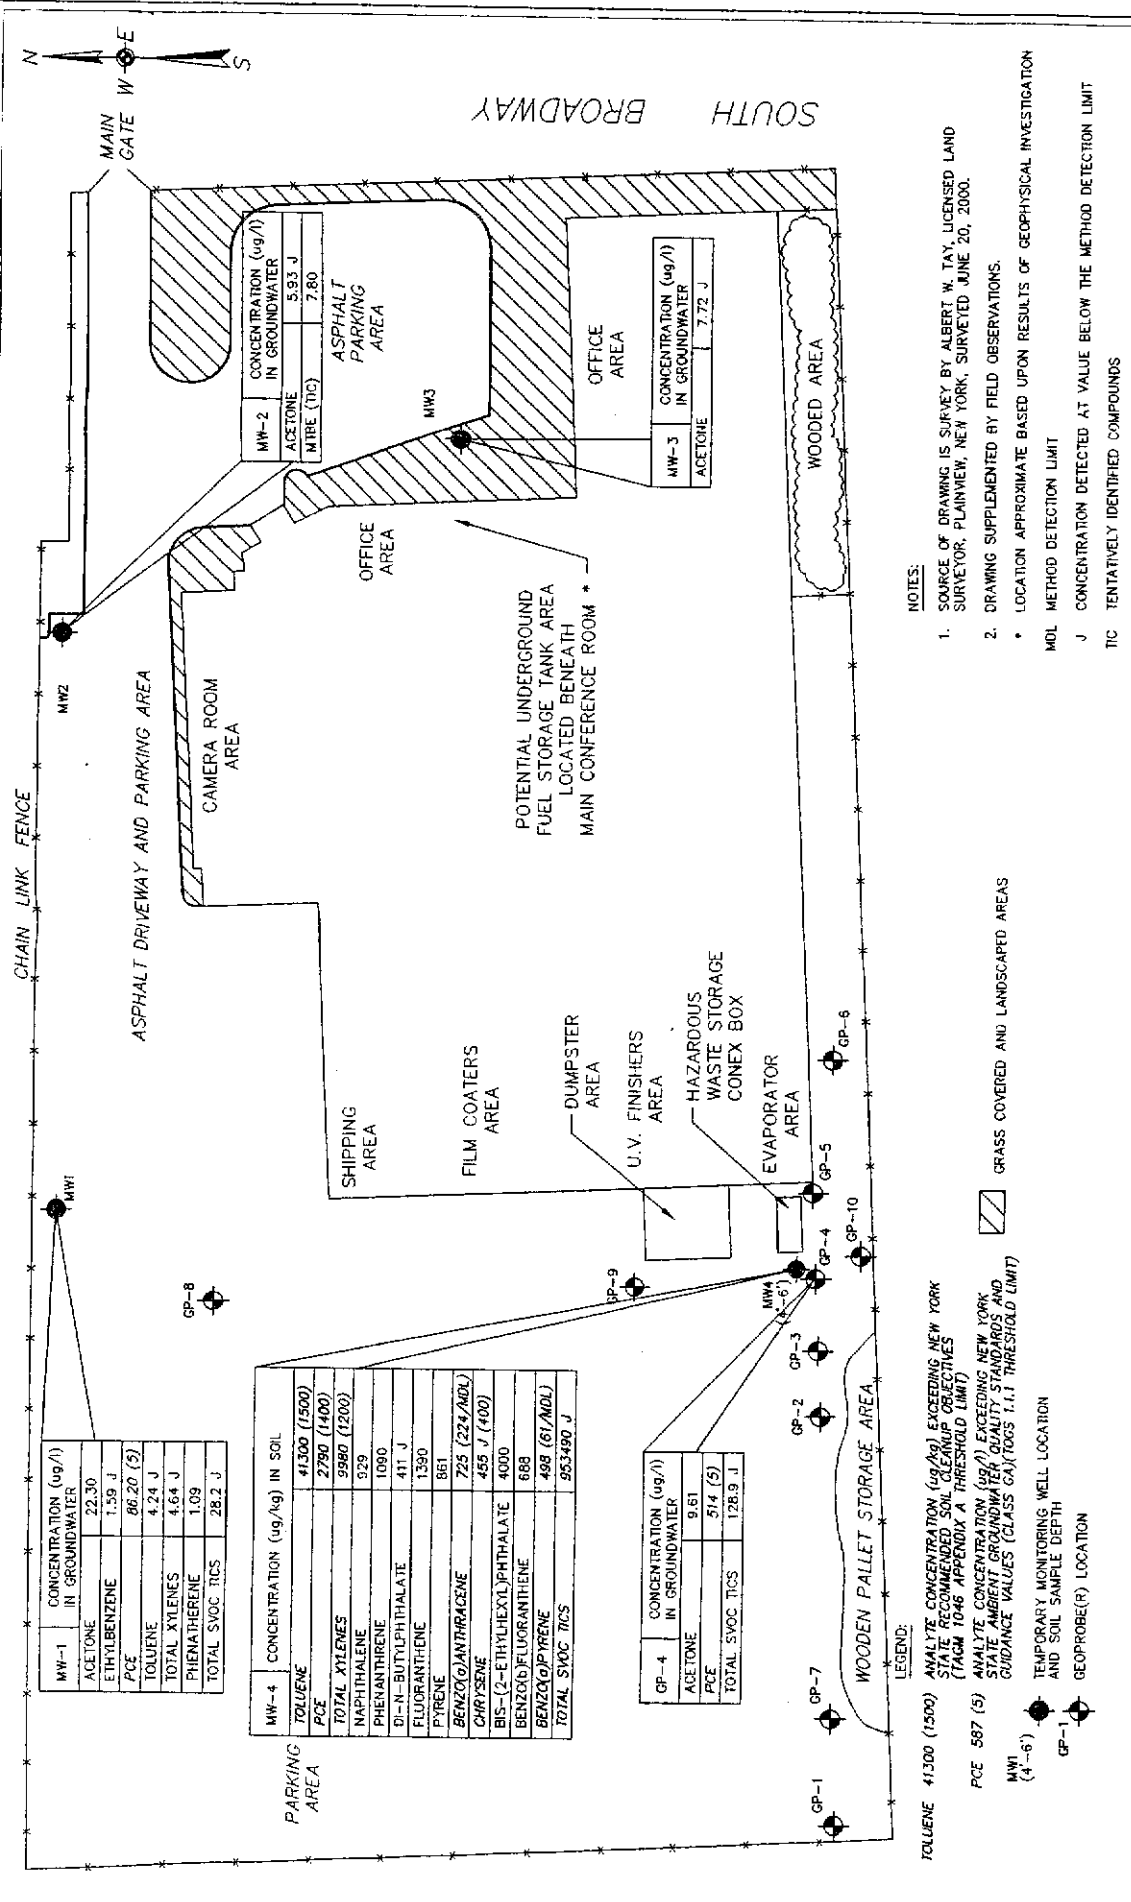 N
W E
S
MAIN
GATE
SOUTH BROADWAY
CHAIN LINK FENCE
MW1
MW2
ASPHALT DRIVEWAY AND PARKING AREA
MW-1 CONCENTRATION (ug/l)
IN GROUNDWATER
ACETONE 22.30
ETHYLBENZENE 1.59 J
PCE 86.20 (5)
TOLUENE 4.24 J
TOTAL XYLENES 4.64 J
PHENATHERENE 1.09
TOTAL SVOC TICS 28.2 J
MW-2 CONCENTRATION (ug/l)
IN GROUNDWATER
ACETONE 5.93 J
MTBE (TIC) 7.80
ASPHALT
PARKING
AREA
GP-8
CAMERA ROOM
AREA
OFFICE
AREA
MW3
OFFICE
AREA
MW-3 CONCENTRATION (ug/l)
IN GROUNDWATER
ACETONE 7.72 J
PARKING
AREA
MW-4 CONCENTRATION (ug/kg) IN SOIL
TOLUENE 41300 (1500)
PCE 2790 (1400)
TOTAL XYLENES 9980 (1200)
NAPHTHALENE 929
PHENANTHRENE 1090
DI-N-BUTYLPHTHALATE 411 J
FLUORANTHENE 1390
PYRENE 861
BENZO(a)ANTHRACENE 725 (224/MDL)
CHRYSENE 455 J (400)
BIS-(2-ETHYLHEXYL)PHTHALATE 4000
BENZO(b)FLUORANTHENE 688
BENZO(a)PYRENE 498 (61/MDL)
TOTAL SVOC TICS 953490 J
SHIPPING
AREA
FILM COATERS
AREA
POTENTIAL UNDERGROUND
FUEL STORAGE TANK AREA
LOCATED BENEATH
MAIN CONFERENCE ROOM *
DUMPSTER
AREA
U.V. FINISHERS
AREA
HAZARDOUS
WASTE STORAGE
CONEX BOX
EVAPORATOR
AREA
WOODED AREA
GP-9
GP-4 CONCENTRATION (ug/l)
IN GROUNDWATER
ACETONE 9.61
PCE 514 (5)
TOTAL SVOC TICS 128.9 J
GP-1
GP-7
GP-2
GP-3
MW4
(4'-6')
GP-4
GP-5
GP-10
GP-6
WOODEN PALLET STORAGE AREA
LEGEND:
TOLUENE 41300 (1500) ANALYTE CONCENTRATION (ug/kg) EXCEEDING NEW YORK
STATE RECOMMENDED SOIL CLEANUP OBJECTIVES
(TAGM 1046 APPENDIX A THRESHOLD LIMIT)
PCE 587 (5) ANALYTE CONCENTRATION (ug/l) EXCEEDING NEW YORK
STATE AMBIENT GROUNDWATER QUALITY STANDARDS AND
GUIDANCE VALUES (CLASS GA)(TOGS 1.1.1 THRESHOLD LIMIT)
MW1
(4'-6')
TEMPORARY MONITORING WELL LOCATION
AND SOIL SAMPLE DEPTH
GP-1
GEOPROBE(R) LOCATION
GRASS COVERED AND LANDSCAPED AREAS
NOTES:
1. SOURCE OF DRAWING IS SURVEY BY ALBERT W. TAY, LICENSED LAND
SURVEYOR, PLAINVIEW, NEW YORK, SURVEYED JUNE 20, 2000.
2. DRAWING SUPPLEMENTED BY FIELD OBSERVATIONS.
* LOCATION APPROXIMATE BASED UPON RESULTS OF GEOPHYSICAL INVESTIGATION
MDL METHOD DETECTION LIMIT
J CONCENTRATION DETECTED AT VALUE BELOW THE METHOD DETECTION LIMIT
TIC TENTATIVELY IDENTIFIED COMPOUNDS